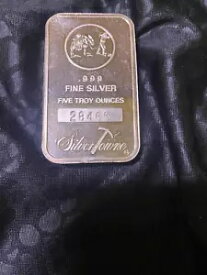 .999
FINE SILVER
FIVE TROY OUNCES
SilverTowne